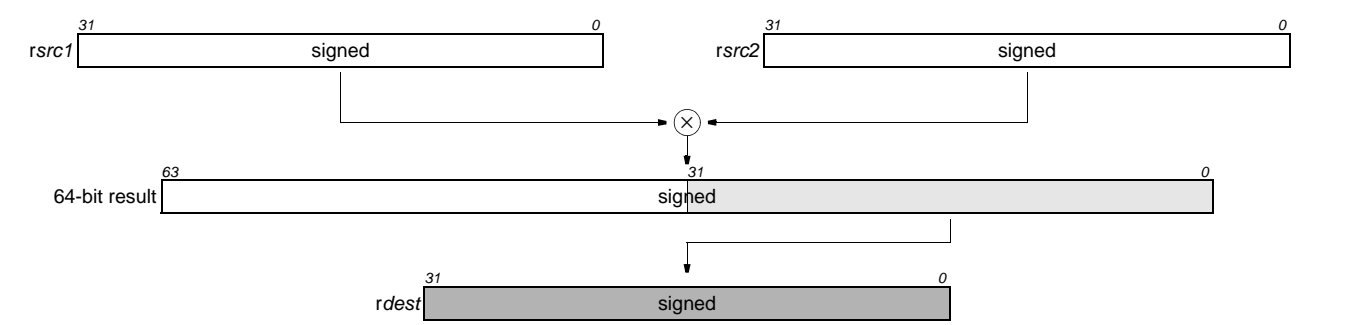 31 0 31 0
rsrc1 signed rsrc2 signed
×
63 31 0
64-bit result signed
31 0
rdest signed